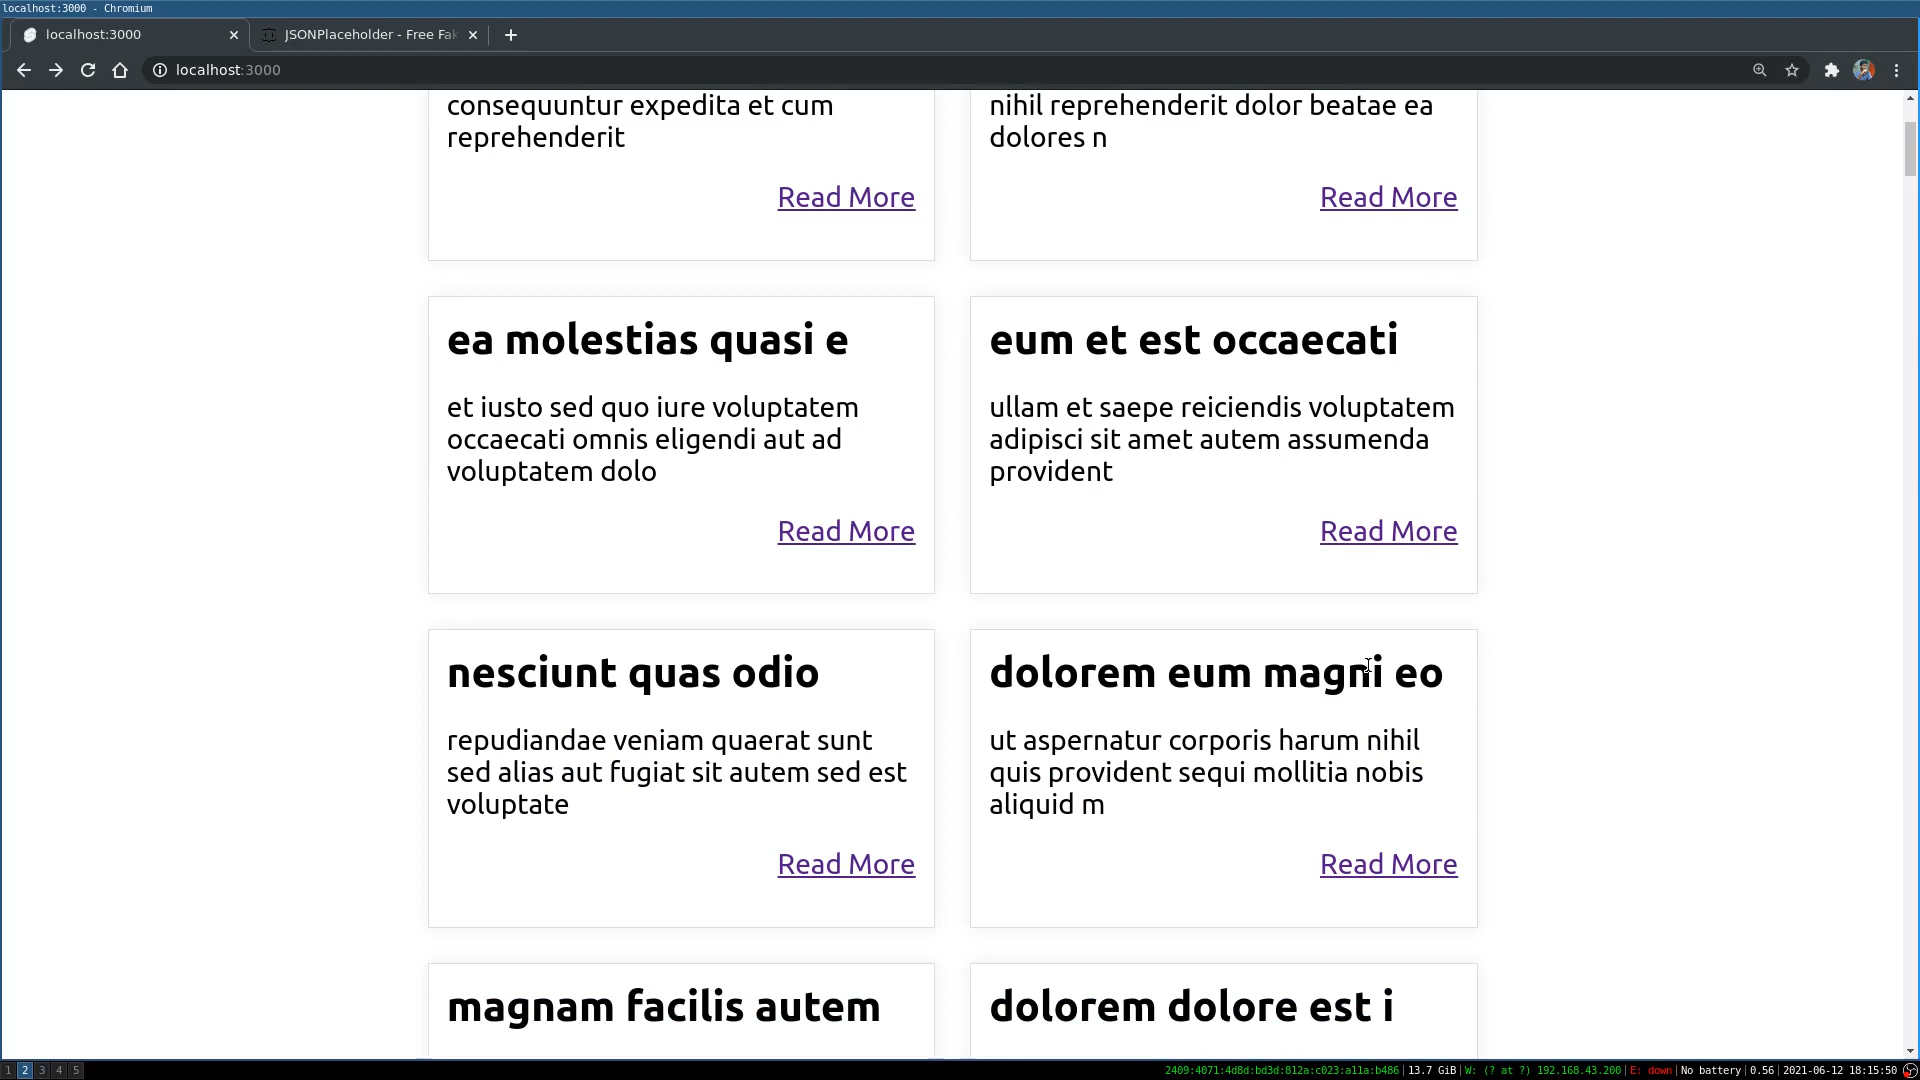 localhost:3000 - Chromium
localhost:3000
JSONPlaceholder - Free Fak
localhost:3000
consequuntur expedita et cum
reprehenderit
Read More
nihil reprehenderit dolor beatae ea
dolores n
Read More
ea molestias quasi e
et iusto sed quo iure voluptatem
occaecati omnis eligendi aut ad
voluptatem dolo
Read More
eum et est occaecati
ullam et saepe reiciendis voluptatem
adipisci sit amet autem assumenda
provident
Read More
nesciunt quas odio
repudiandae veniam quaerat sunt
sed alias aut fugiat sit autem sed est
voluptate
Read More
dolorem eum magni eo
ut aspernatur corporis harum nihil
quis provident sequi mollitia nobis
aliquid m
Read More
magnam facilis autem
dolorem dolore est i
1 2 3 4 5
2409:4071:4d8d:bd3d:812a:c023:a11a:b486|13.7 GiB|W: (? at ?) 192.168.43.200|E: down|No battery|0.56|2021-06-12 18:15:50